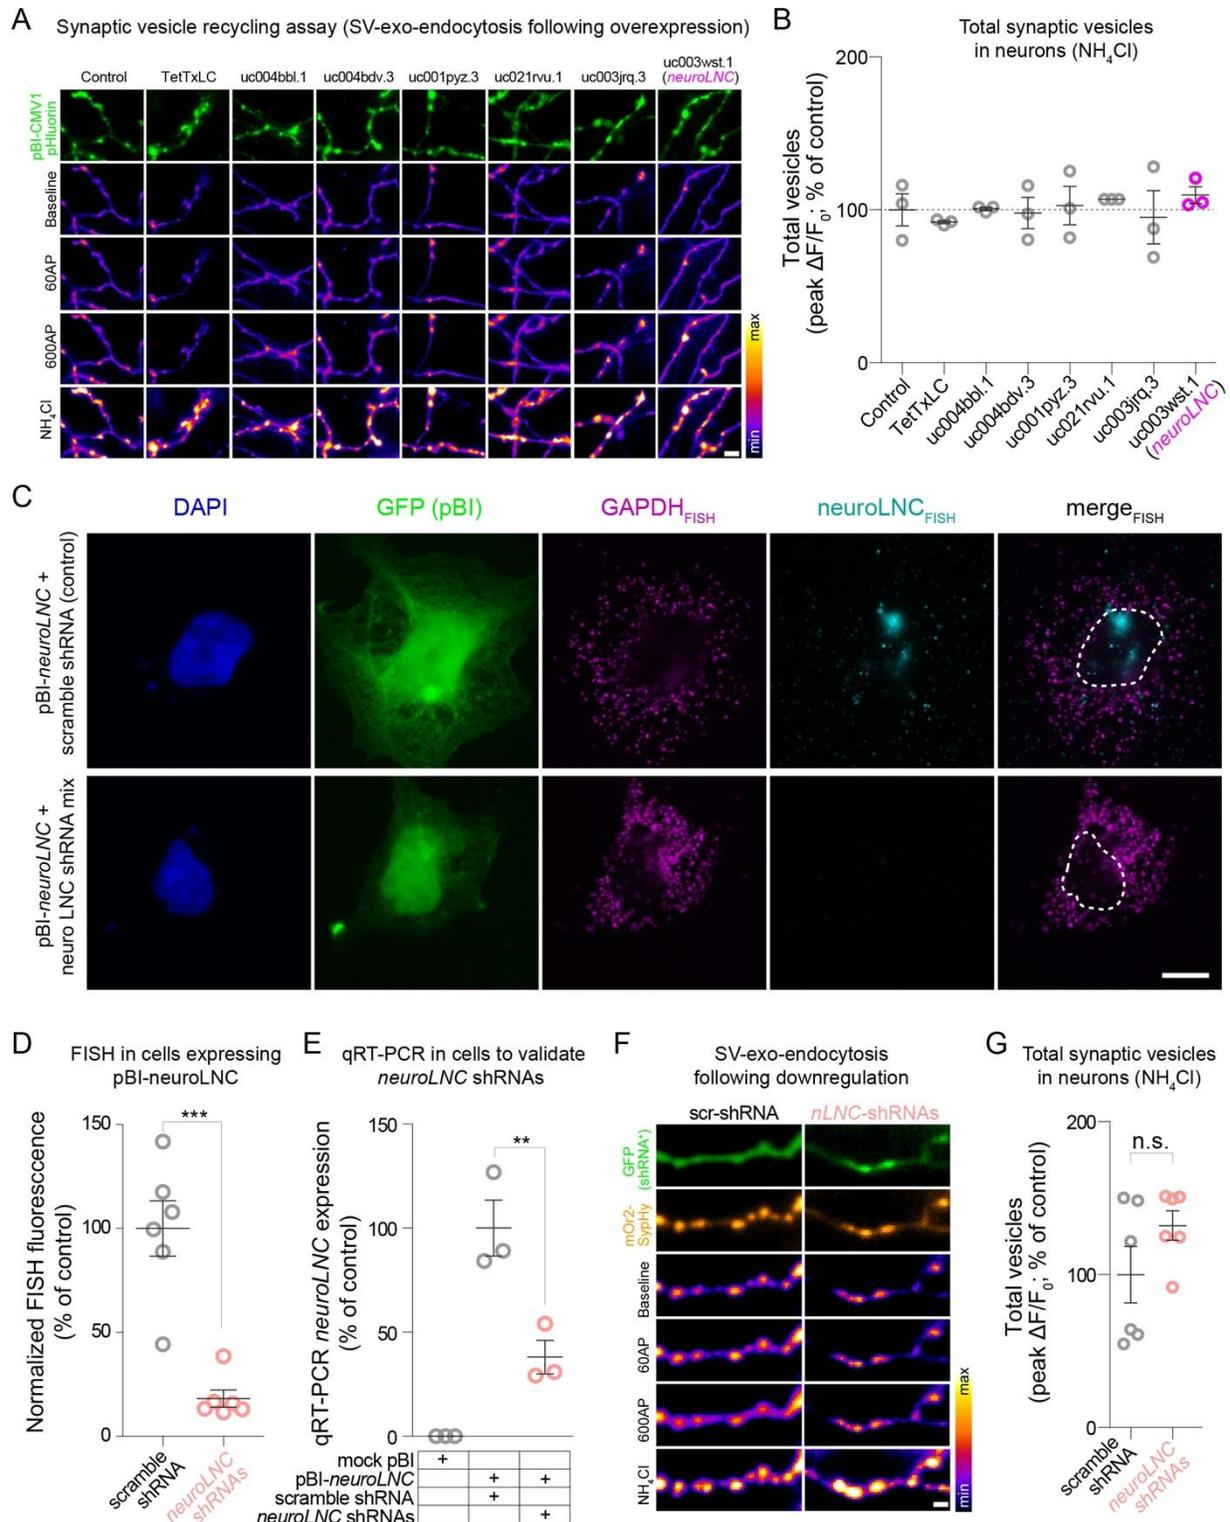 A
Synaptic vesicle recycling assay (SV-exo-endocytosis following overexpression)
Control
TetTxLC
uc004bbl.1
uc004bdv.3
uc001pyz.3
uc021rvu.1
uc003jrq.3
uc003wst.1
(neuroLNC)
pBI-CMV1
pHluorin
Baseline
60AP
600AP
NH4Cl
max
min
B
Total synaptic vesicles
in neurons (NH4Cl)
Total vesicles
(peak ΔF/F0; % of control)
200
100
0
Control
TetTxLC
uc004bbl.1
uc004bdv.3
uc001pyz.3
uc021rvu.1
uc003jrq.3
uc003wst.1
(neuroLNC)
C
DAPI
GFP (pBI)
GAPDHFISH
neuroLNCFISH
mergeFISH
pBI-neuroLNC +
scramble shRNA (control)
pBI-neuroLNC +
neuro LNC shRNA mix
D
FISH in cells expressing
pBI-neuroLNC
Normalized FISH fluorescence
(% of control)
150
100
50
0
***
scramble
shRNA
neuroLNC
shRNAs
E
qRT-PCR in cells to validate
neuroLNC shRNAs
qRT-PCR neuroLNC expression
(% of control)
150
100
50
0
**
mock pBI +
pBI-neuroLNC + +
scramble shRNA +
neuroLNC shRNAs +
F
SV-exo-endocytosis
following downregulation
scr-shRNA
nLNC-shRNAs
GFP
(shRNA+)
mOr2-
SypHy
Baseline
60AP
600AP
NH4Cl
max
min
G
Total synaptic vesicles
in neurons (NH4Cl)
Total vesicles
(peak ΔF/F0; % of control)
200
100
0
n.s.
scramble
shRNA
neuroLNC
shRNAs